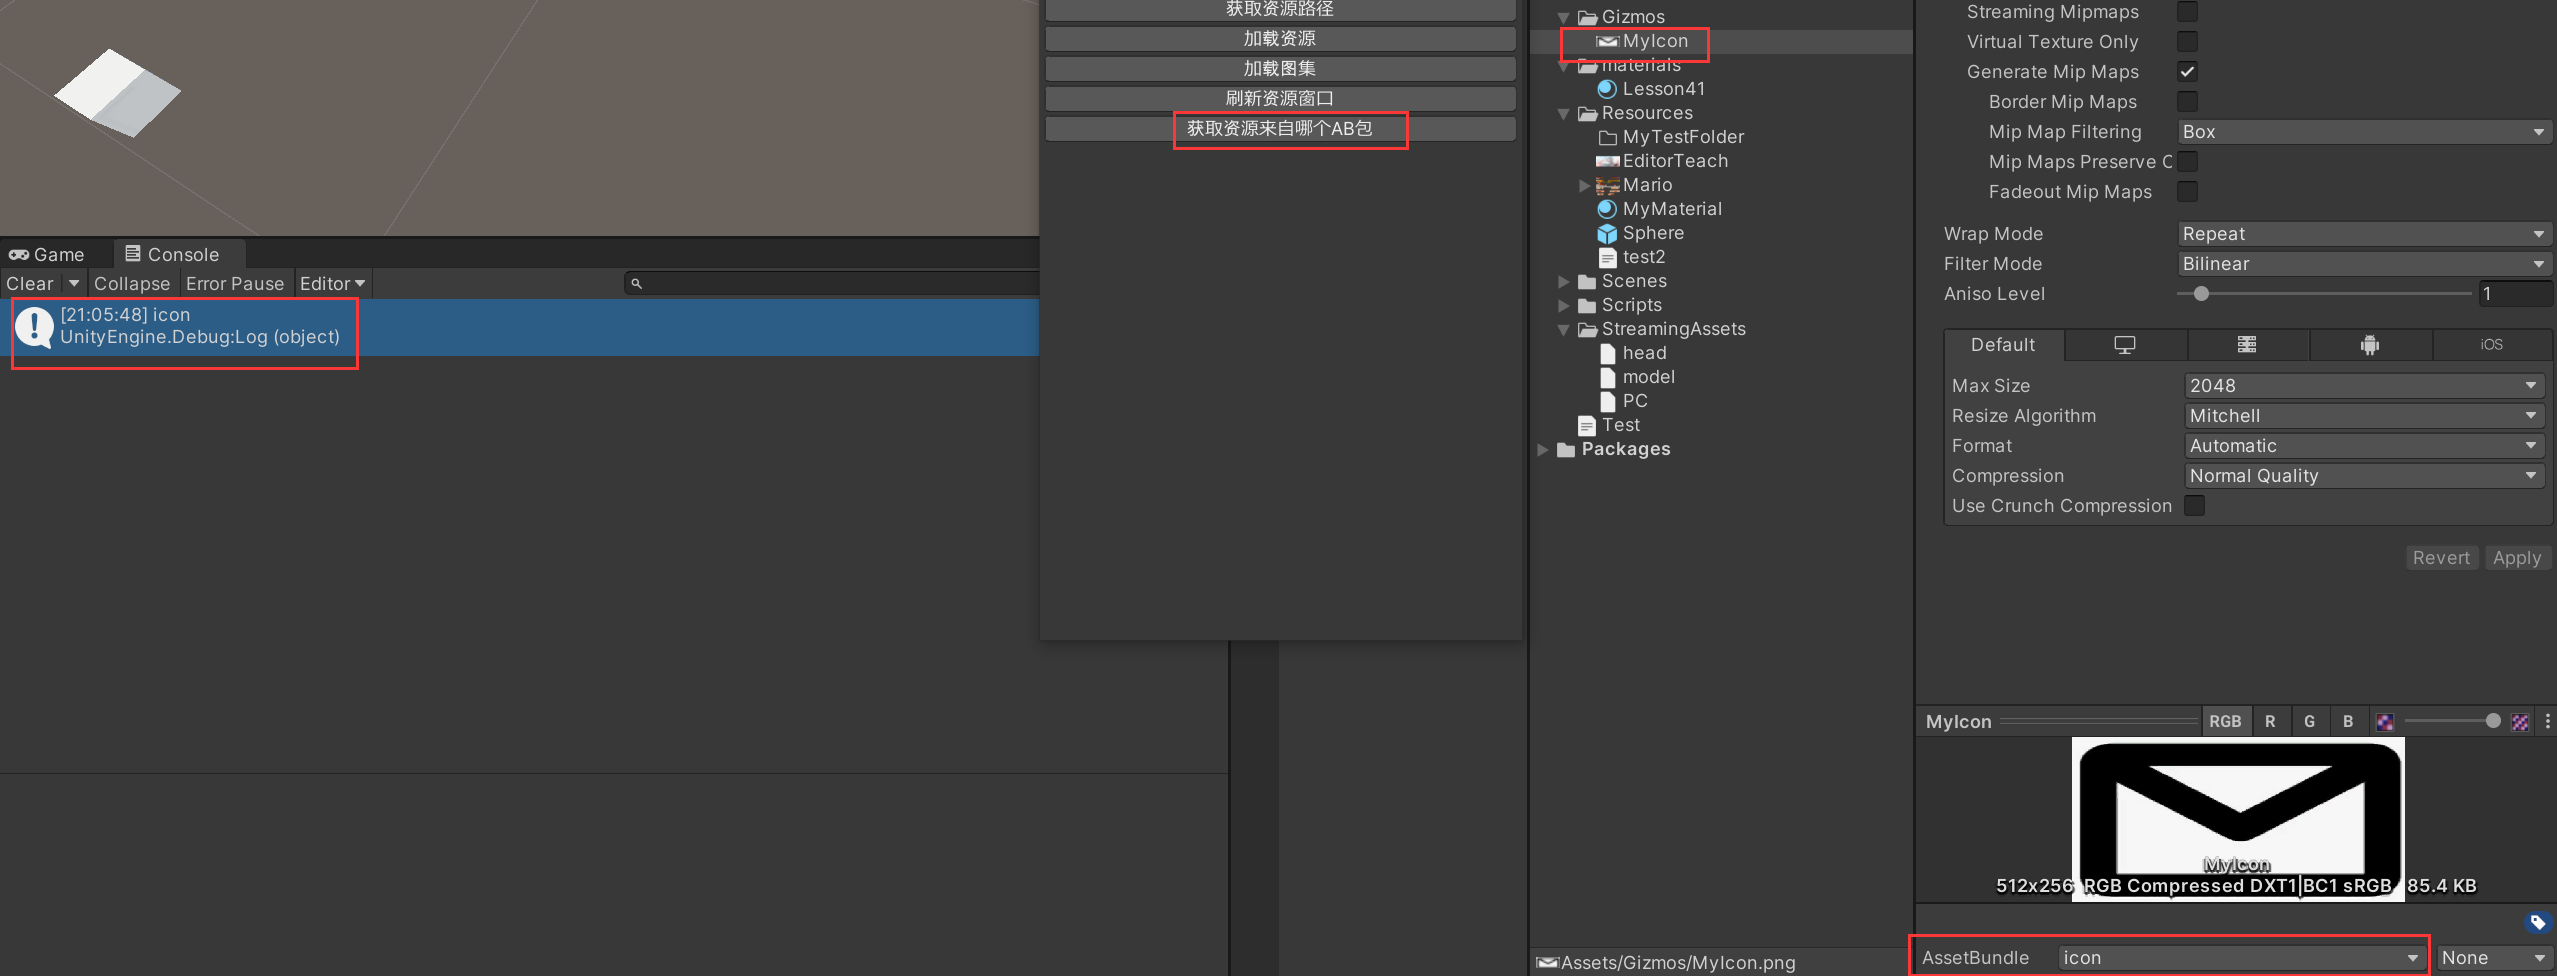 获取资源路径
加载资源
加载图集
刷新资源窗口
获取资源来自哪个AB包
Game
Console
Clear
Collapse
Error Pause
Editor
[21:05:48] icon
UnityEngine.Debug:Log (object)
Gizmos
MyIcon
materials
Lesson41
Resources
MyTestFolder
EditorTeach
Mario
MyMaterial
Sphere
test2
Scenes
Scripts
StreamingAssets
head
model
PC
Test
Packages
Assets/Gizmos/MyIcon.png
Streaming Mipmaps
Virtual Texture Only
Generate Mip Maps
Border Mip Maps
Mip Map Filtering Box
Mip Maps Preserve C
Fadeout Mip Maps
Wrap Mode Repeat
Filter Mode Bilinear
Aniso Level 1
Default iOS
Max Size 2048
Resize Algorithm Mitchell
Format Automatic
Compression Normal Quality
Use Crunch Compression
Revert Apply
MyIcon RGB R G B
MyIcon
512x256 RGB Compressed DXT1|BC1 sRGB 85.4 KB
AssetBundle icon None